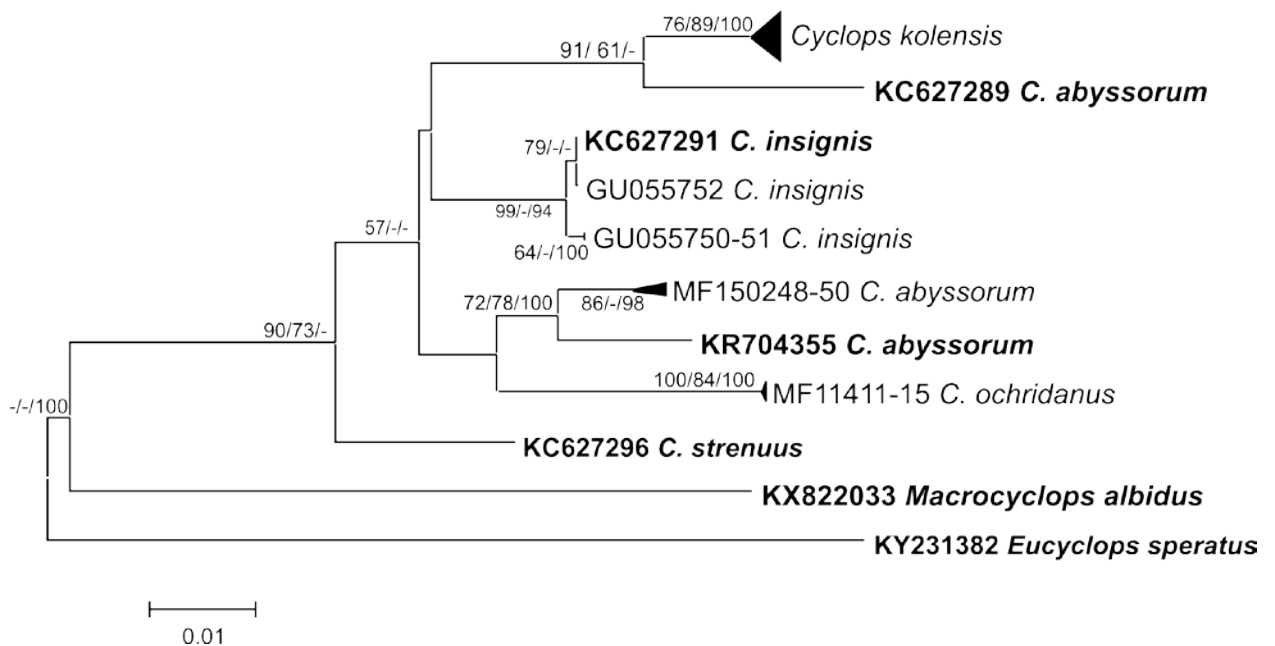 76/89/100
Cyclops kolensis
91/ 61/-
KC627289 C. abyssorum
79/-/-
KC627291 C. insignis
GU055752 C. insignis
99/-/94
57/-/-
GU055750-51 C. insignis
64/-/100
MF150248-50 C. abyssorum
72/78/100
86/-/98
90/73/-
KR704355 C. abyssorum
100/84/100
MF11411-15 C. ochridanus
-/-/100
KC627296 C. strenuus
KX822033 Macrocyclops albidus
KY231382 Eucyclops speratus
0.01